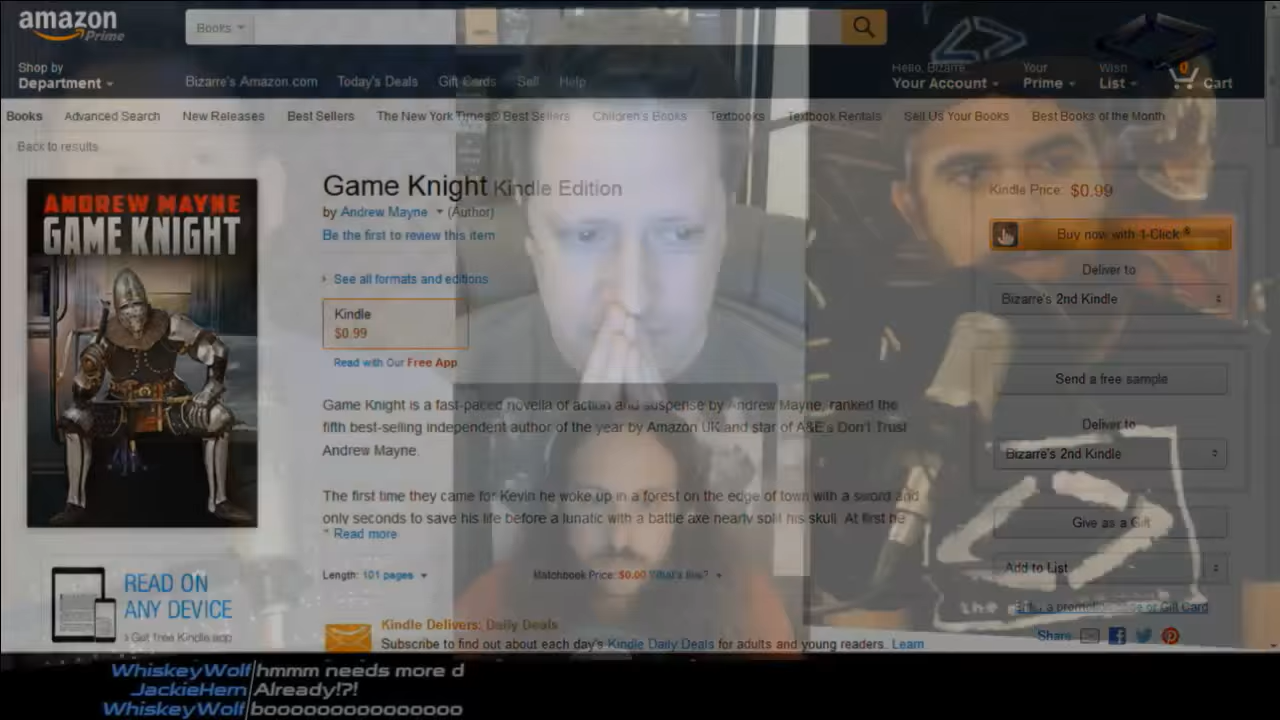 amazon
Prime
Books
Shop by
Department
Bizarre's Amazon.com Today's Deals Gift Cards Sell Help
Hello, Bizarre
Your Account
Your
Prime
Wish
List
0
Cart
Books Advanced Search New Releases Best Sellers The New York Times® Best Sellers Children's Books Textbooks Textbook Rentals Sell Us Your Books Best Books of the Month
Back to results
ANDREW MAYNE
GAME KNIGHT
Game Knight Kindle Edition
by Andrew Mayne (Author)
Be the first to review this item
See all formats and editions
Kindle
$0.99
Read with Our Free App
Game Knight is a fast-paced novella of action and suspense by Andrew Mayne, ranked the
fifth best-selling independent author of the year by Amazon UK and star of A&E's Don't Trust
Andrew Mayne.
The first time they came for Kevin he woke up in a forest on the edge of town with a sword and
only seconds to save his life before a lunatic with a battle axe nearly split his skull. At first he
Read more
Length: 101 pages
Matchbook Price: $0.00 What's this?
Kindle Delivers: Daily Deals
Subscribe to find out about each day's Kindle Daily Deals for adults and young readers. Learn
READ ON
ANY DEVICE
Get free Kindle app
Kindle Price: $0.99
Buy now with 1-Click®
Deliver to
Bizarre's 2nd Kindle
Send a free sample
Deliver to
Bizarre's 2nd Kindle
Give as a Gift
Add to List
Enter a promotion code or Gift Card
Share
WhiskeyWolf hmmm needs more d
JackieHern Already!?!
WhiskeyWolf booooooooooooooo